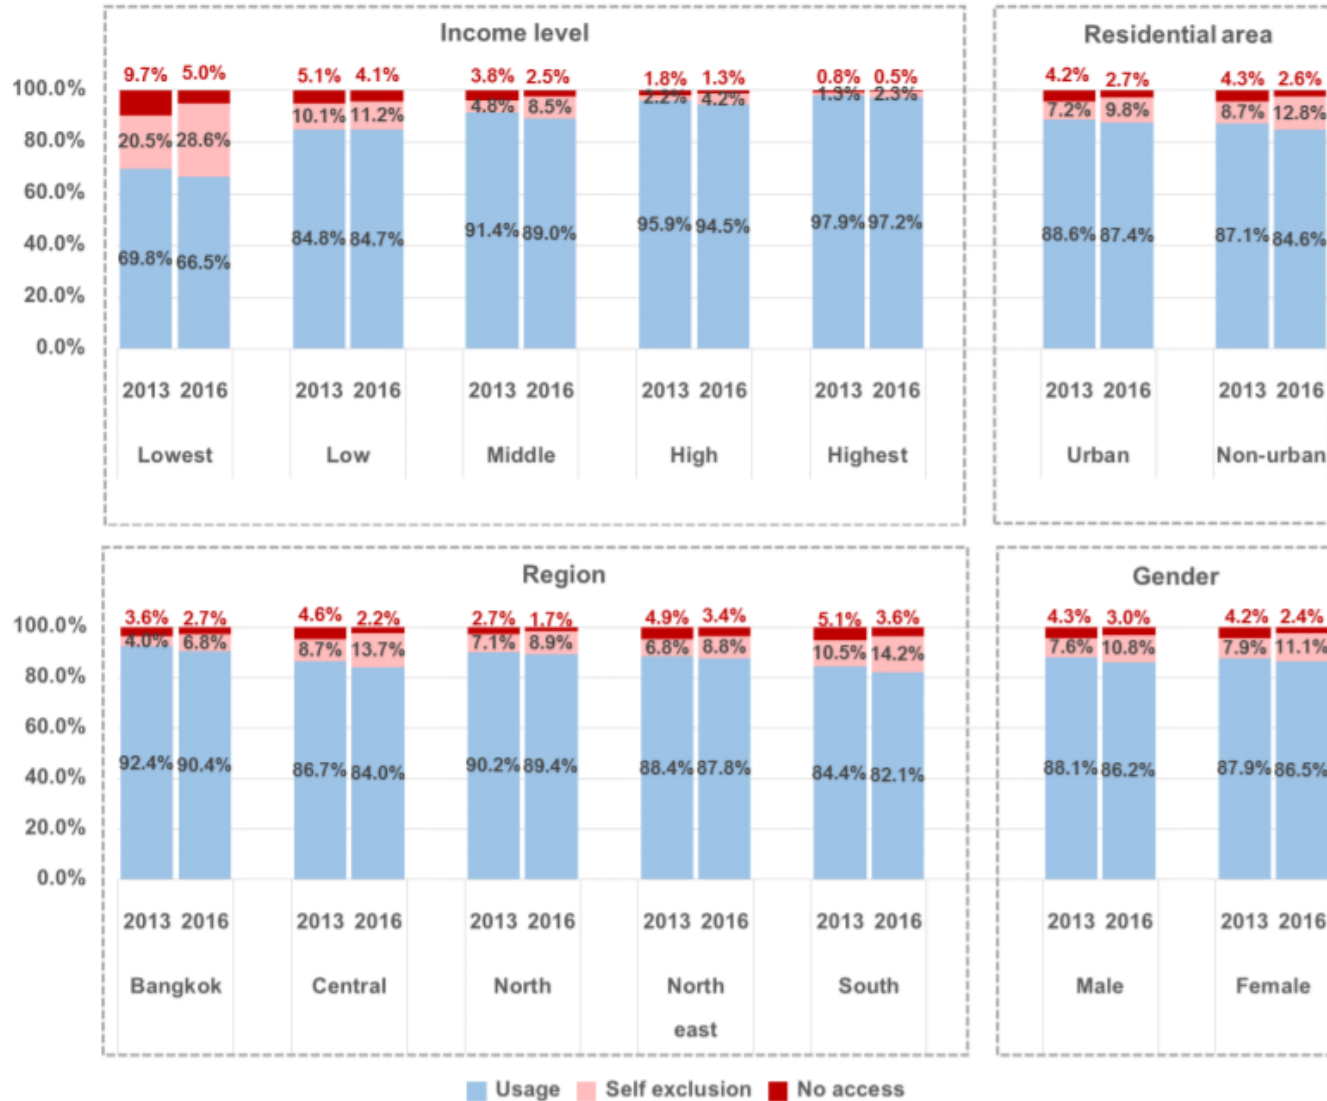 Income level
Residential area
9.7% 5.0% 5.1% 4.1% 3.8% 2.5% 1.8% 1.3% 0.8% 0.5% 4.2% 2.7% 4.3% 2.6%
100.0%
2.2% 4.2% 1.3% 2.3%
4.8% 8.5% 7.2% 9.8% 8.7% 12.8%
10.1% 11.2%
80.0%
20.5% 28.6%
60.0%
91.4% 89.0% 95.9% 94.5% 97.9% 97.2%
84.8% 84.7% 88.6% 87.4% 87.1% 84.6%
40.0%
69.8% 66.5%
20.0%
0.0%
2013 2016 2013 2016 2013 2016 2013 2016 2013 2016 2013 2016 2013 2016
Lowest Low Middle High Highest Urban Non-urban
Region
Gender
3.6% 2.7% 4.6% 2.2% 2.7% 1.7% 4.9% 3.4% 5.1% 3.6% 4.3% 3.0% 4.2% 2.4%
100.0%
4.0% 6.8% 8.7% 13.7% 7.1% 8.9% 6.8% 8.8% 10.5% 14.2% 7.6% 10.8% 7.9% 11.1%
80.0%
60.0%
92.4% 90.4% 86.7% 84.0% 90.2% 89.4% 88.4% 87.8% 84.4% 82.1% 88.1% 86.2% 87.9% 86.5%
40.0%
20.0%
0.0%
2013 2016 2013 2016 2013 2016 2013 2016 2013 2016 2013 2016 2013 2016
Bangkok Central North North South Male Female
east
Usage Self exclusion No access